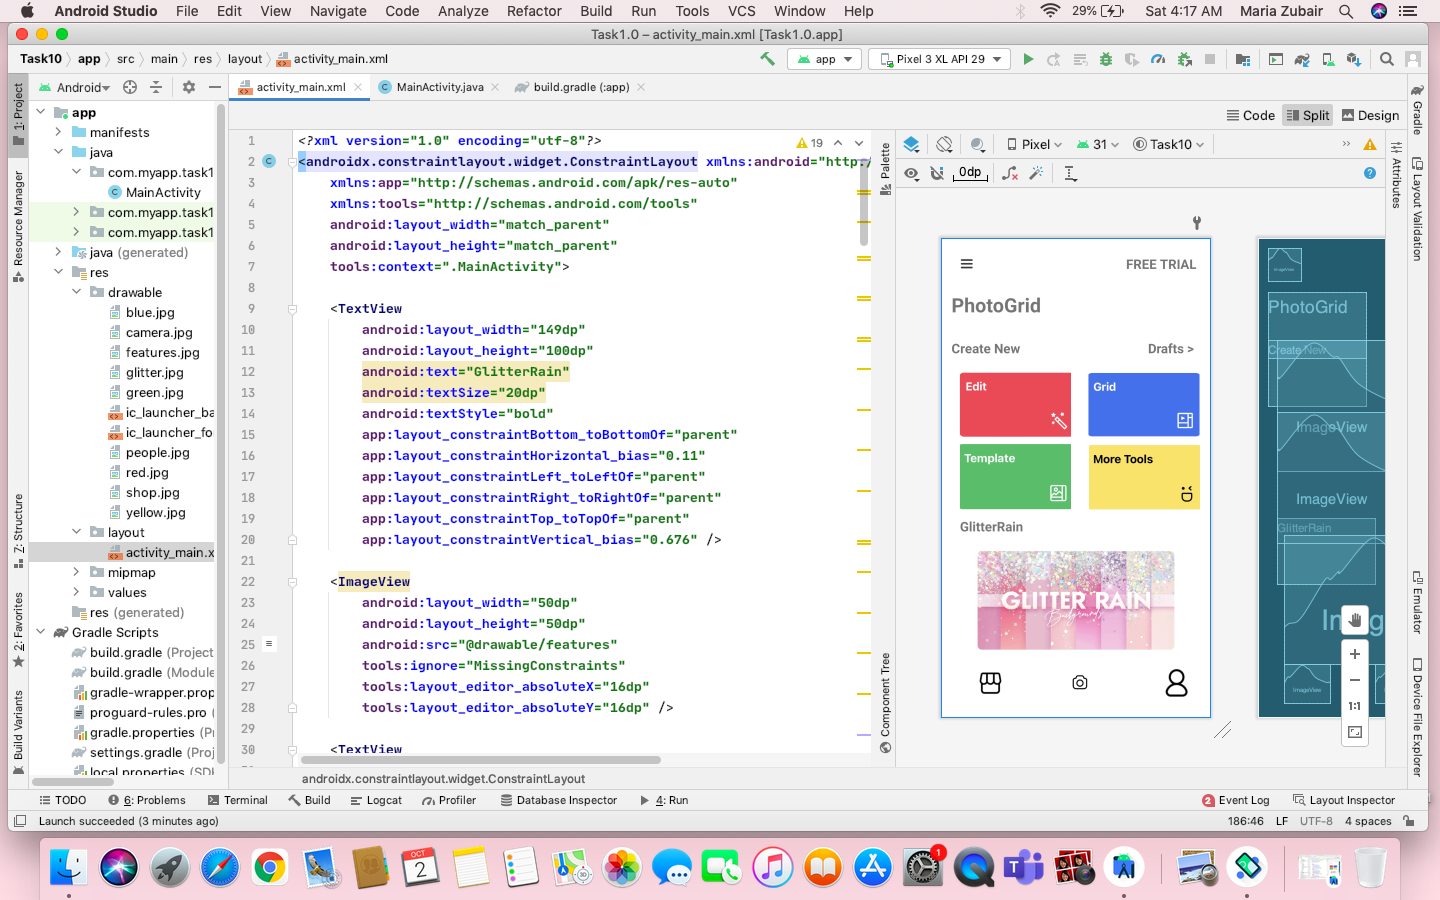 Android Studio File Edit View Navigate Code Analyze Refactor Build Run Tools VCS Window Help 29% Sat 4:17 AM Maria Zubair
Task1.0 – activity_main.xml [Task1.0.app]
Task10 app src main res layout activity_main.xml app Pixel 3 XL API 29
Android activity_main.xml MainActivity.java build.gradle (:app)
Code Split Design
1: Project
Resource Manager
7: Structure
2: Favorites
Build Variants
app
manifests
java
com.myapp.task1
MainActivity
com.myapp.task1
com.myapp.task1
java (generated)
res
drawable
blue.jpg
camera.jpg
features.jpg
glitter.jpg
green.jpg
ic_launcher_ba
ic_launcher_fo
people.jpg
red.jpg
shop.jpg
yellow.jpg
layout
activity_main.x
mipmap
values
res (generated)
Gradle Scripts
build.gradle (Project
build.gradle (Module
gradle-wrapper.prop
proguard-rules.pro (
gradle.properties (P
settings.gradle (Proj
local.properties (SDK
19
1 <?xml version="1.0" encoding="utf-8"?>
2 <androidx.constraintlayout.widget.ConstraintLayout xmlns:android="http:/
3 xmlns:app="http://schemas.android.com/apk/res-auto"
4 xmlns:tools="http://schemas.android.com/tools"
5 android:layout_width="match_parent"
6 android:layout_height="match_parent"
7 tools:context=".MainActivity">
8
9 <TextView
10 android:layout_width="149dp"
11 android:layout_height="100dp"
12 android:text="GlitterRain"
13 android:textSize="20dp"
14 android:textStyle="bold"
15 app:layout_constraintBottom_toBottomOf="parent"
16 app:layout_constraintHorizontal_bias="0.11"
17 app:layout_constraintLeft_toLeftOf="parent"
18 app:layout_constraintRight_toRightOf="parent"
19 app:layout_constraintTop_toTopOf="parent"
20 app:layout_constraintVertical_bias="0.676" />
21
22 <ImageView
23 android:layout_width="50dp"
24 android:layout_height="50dp"
25 android:src="@drawable/features"
26 tools:ignore="MissingConstraints"
27 tools:layout_editor_absoluteX="16dp"
28 tools:layout_editor_absoluteY="16dp" />
29
30 <TextView
androidx.constraintlayout.widget.ConstraintLayout
Palette
Component Tree
Pixel 31 Task10
0dp
FREE TRIAL
PhotoGrid
Create New Drafts >
Edit Grid
Template More Tools
GlitterRain
GLITTER RAIN
Background
ImageView
PhotoGrid
Create New
ImageView
ImageView
GlitterRain
Imag
ImageView
1:1
Attributes
Gradle
Layout Validation
Emulator
Device File Explorer
TODO 6: Problems Terminal Build Logcat Profiler Database Inspector 4: Run 2 Event Log Layout Inspector
Launch succeeded (3 minutes ago) 186:46 LF UTF-8 4 spaces
OCT
2
3D
1